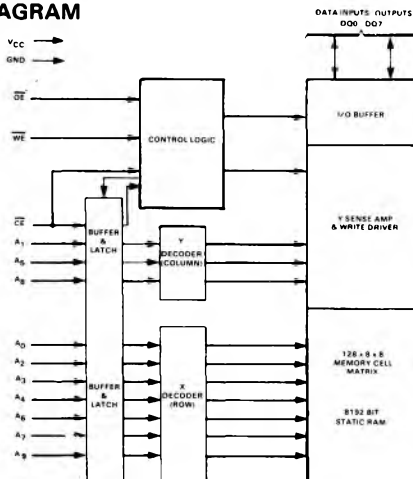 AGRAM
DATA INPUTS OUTPUTS
DQ0 DQ7
VCC
GND
OE
WE
CONTROL LOGIC
I/O BUFFER
CE
A1
A5
A8
BUFFER
&
LATCH
Y
DECODER
(COLUMN)
Y SENSE AMP
& WRITE DRIVER
A0
A2
A3
A4
A6
A7
A9
BUFFER
&
LATCH
X
DECODER
(ROW)
128 x 8 x 8
MEMORY CELL
MATRIX
8192 BIT
STATIC RAM